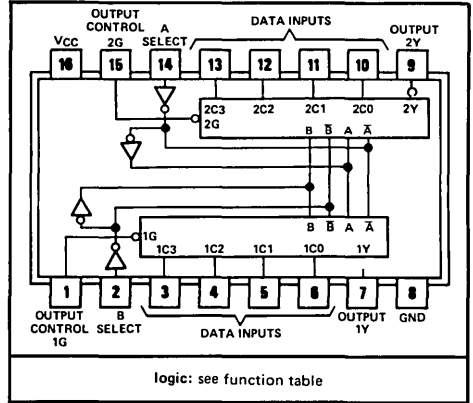 OUTPUT CONTROL 2G
A SELECT
DATA INPUTS
OUTPUT 2Y
VCC
16 15 14 13 12 11 10 9
2C3 2C2 2C1 2C0 2Y
2G
B B̅ A A̅
B B̅ A A̅
1G
1C3 1C2 1C1 1C0 1Y
1 2 3 4 5 6 7 8
OUTPUT CONTROL 1G
B SELECT
DATA INPUTS
OUTPUT 1Y
GND
logic: see function table